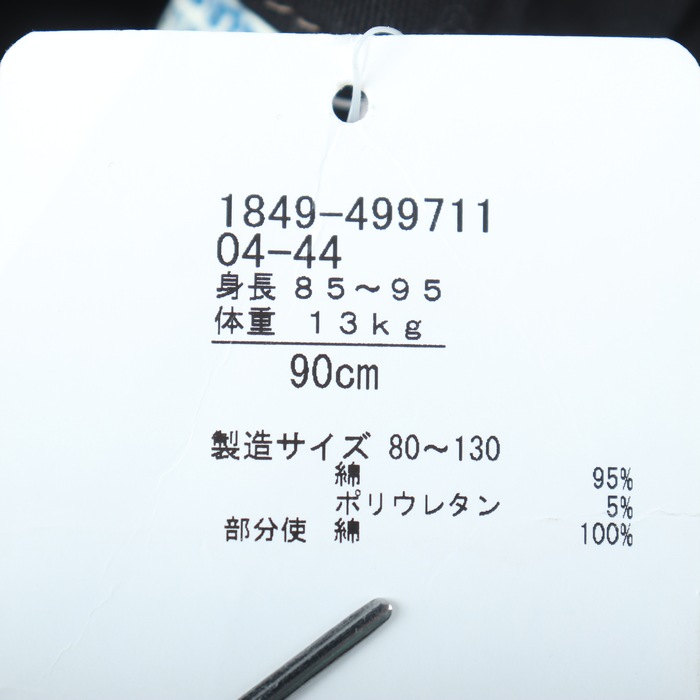 1849-499711
04-44
身長 85～95
体重 13kg
90cm
製造サイズ 80～130
綿 95%
ポリウレタン 5%
部分使 綿 100%